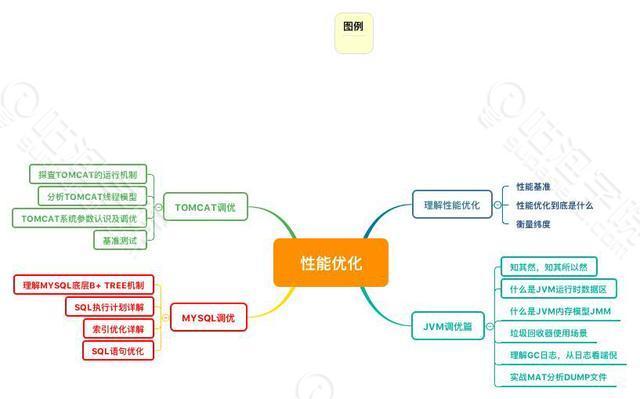 图例
性能优化
理解性能优化
性能基准
性能优化到底是什么
衡量纬度
JVM调优篇
知其然，知其所以然
什么是JVM运行时数据区
什么是JVM内存模型JMM
垃圾回收器使用场景
理解GC日志，从日志看端倪
实战MAT分析DUMP文件
TOMCAT调优
探查TOMCAT的运行机制
分析TOMCAT线程模型
TOMCAT系统参数认识及调优
基准测试
MYSQL调优
理解MYSQL底层B+ TREE机制
SQL执行计划详解
索引优化详解
SQL语句优化